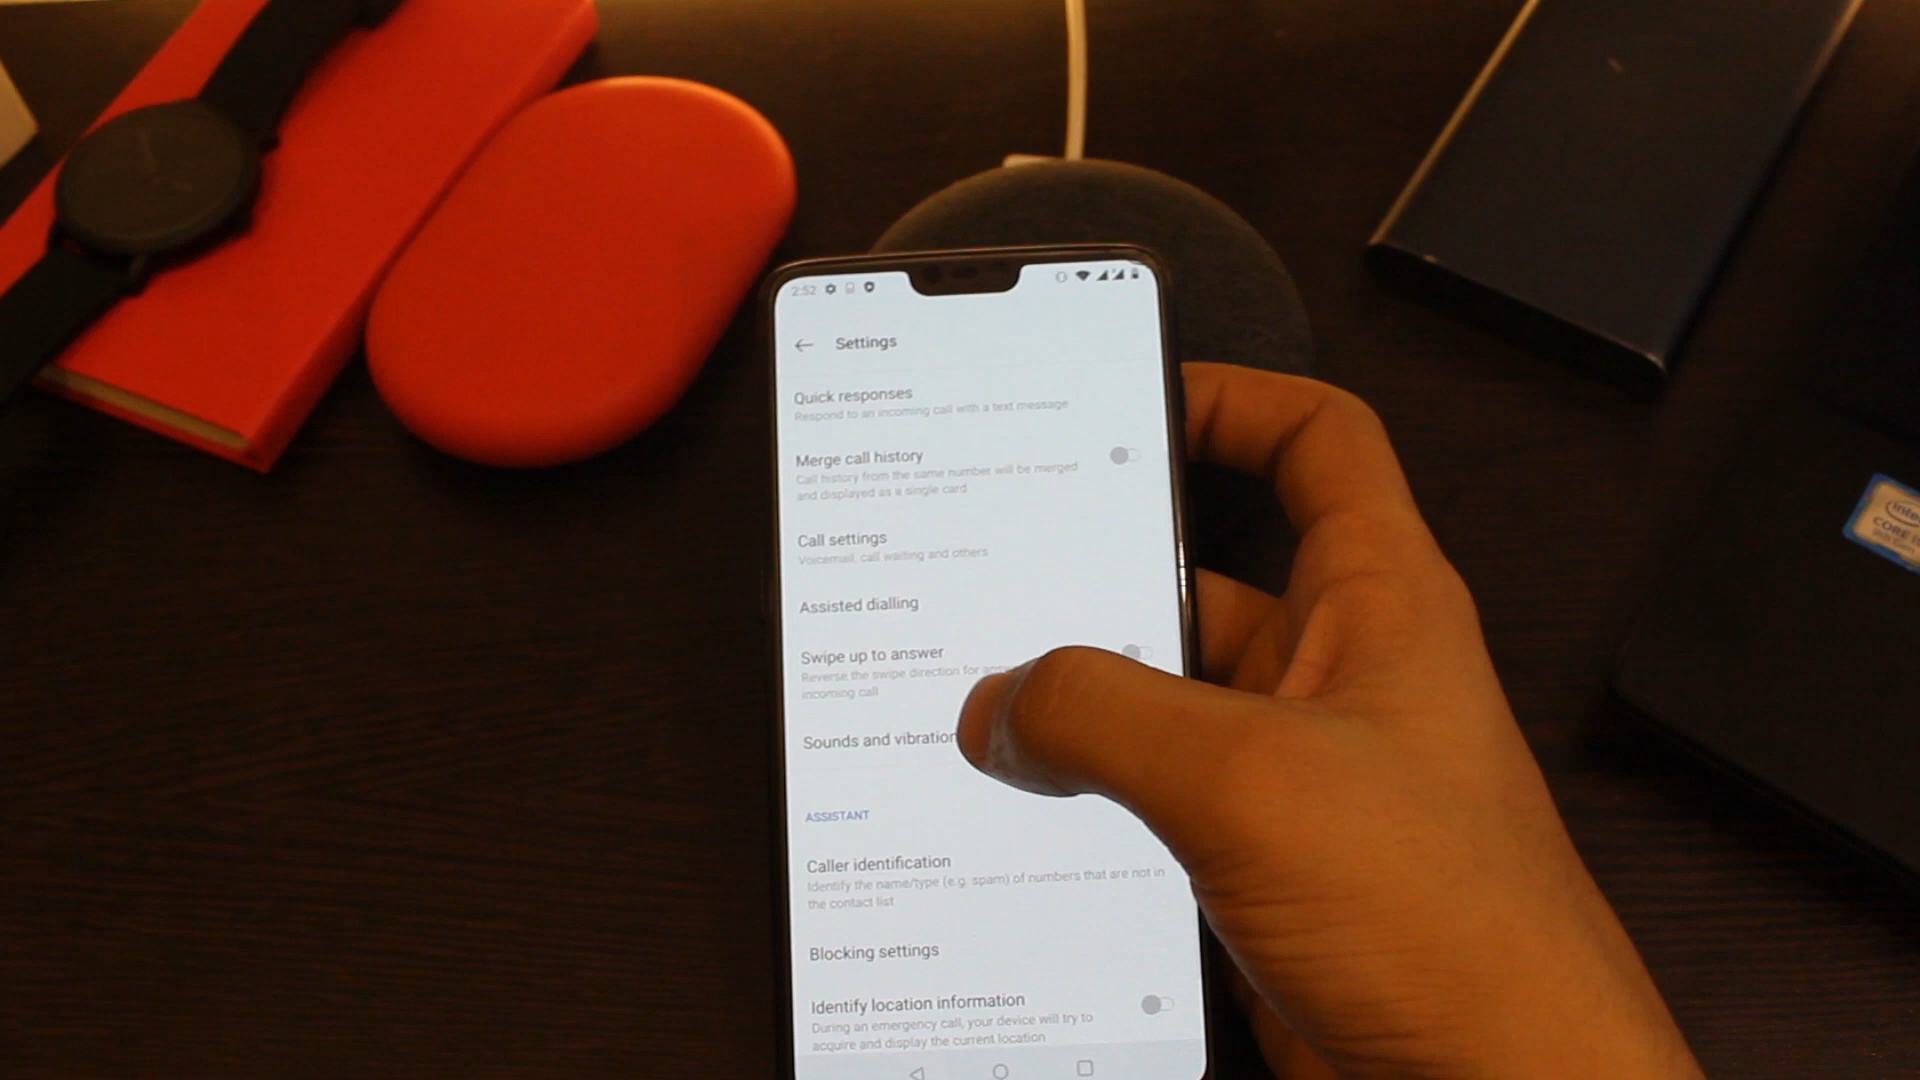 2:52
Settings
Quick responses
Respond to an incoming call with a text message
Merge call history
Call history from the same number will be merged
and displayed as a single card
Call settings
Voicemail, call waiting and others
Assisted dialling
Swipe up to answer
Reverse the swipe direction for
incoming call
Sounds and vibration
ASSISTANT
Caller identification
Identify the name/type (e.g. spam) of numbers that are not in
the contact list
Blocking settings
Identify location information
During an emergency call, your device will try to
acquire and display the current location
CORE